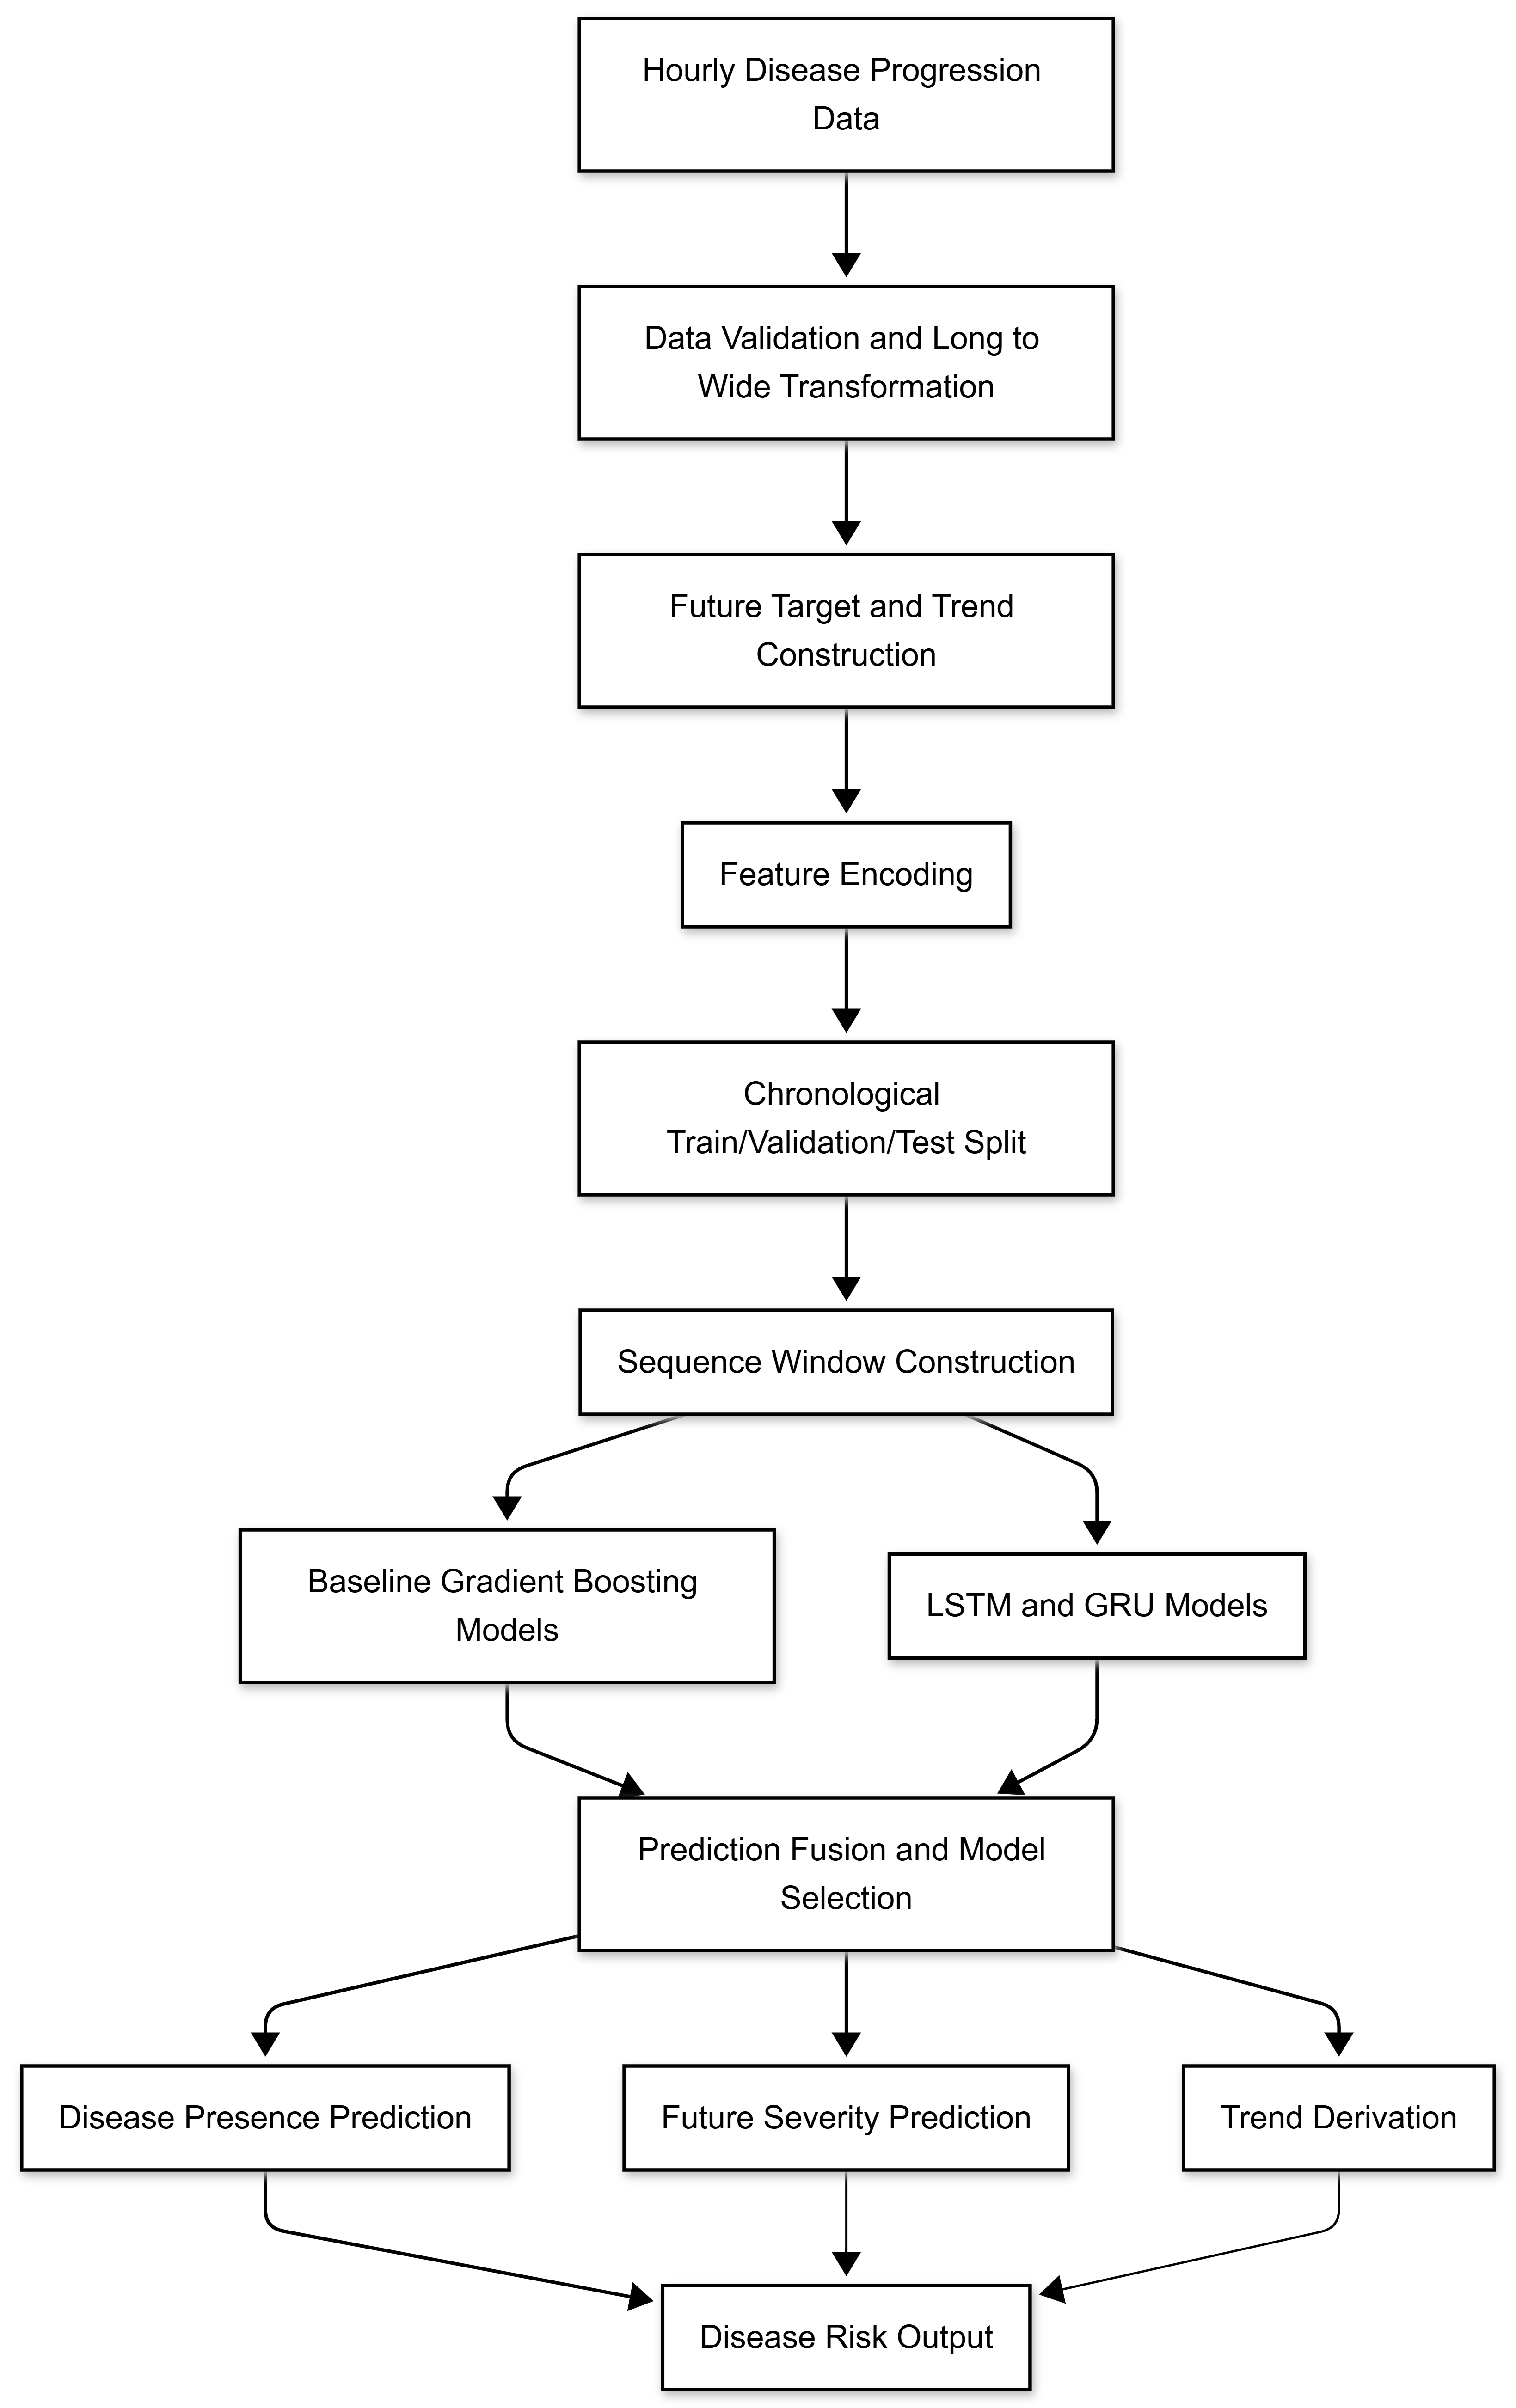 Hourly Disease Progression
Data
Data Validation and Long to
Wide Transformation
Future Target and Trend
Construction
Feature Encoding
Chronological
Train/Validation/Test Split
Sequence Window Construction
Baseline Gradient Boosting
Models
LSTM and GRU Models
Prediction Fusion and Model
Selection
Disease Presence Prediction
Future Severity Prediction
Trend Derivation
Disease Risk Output